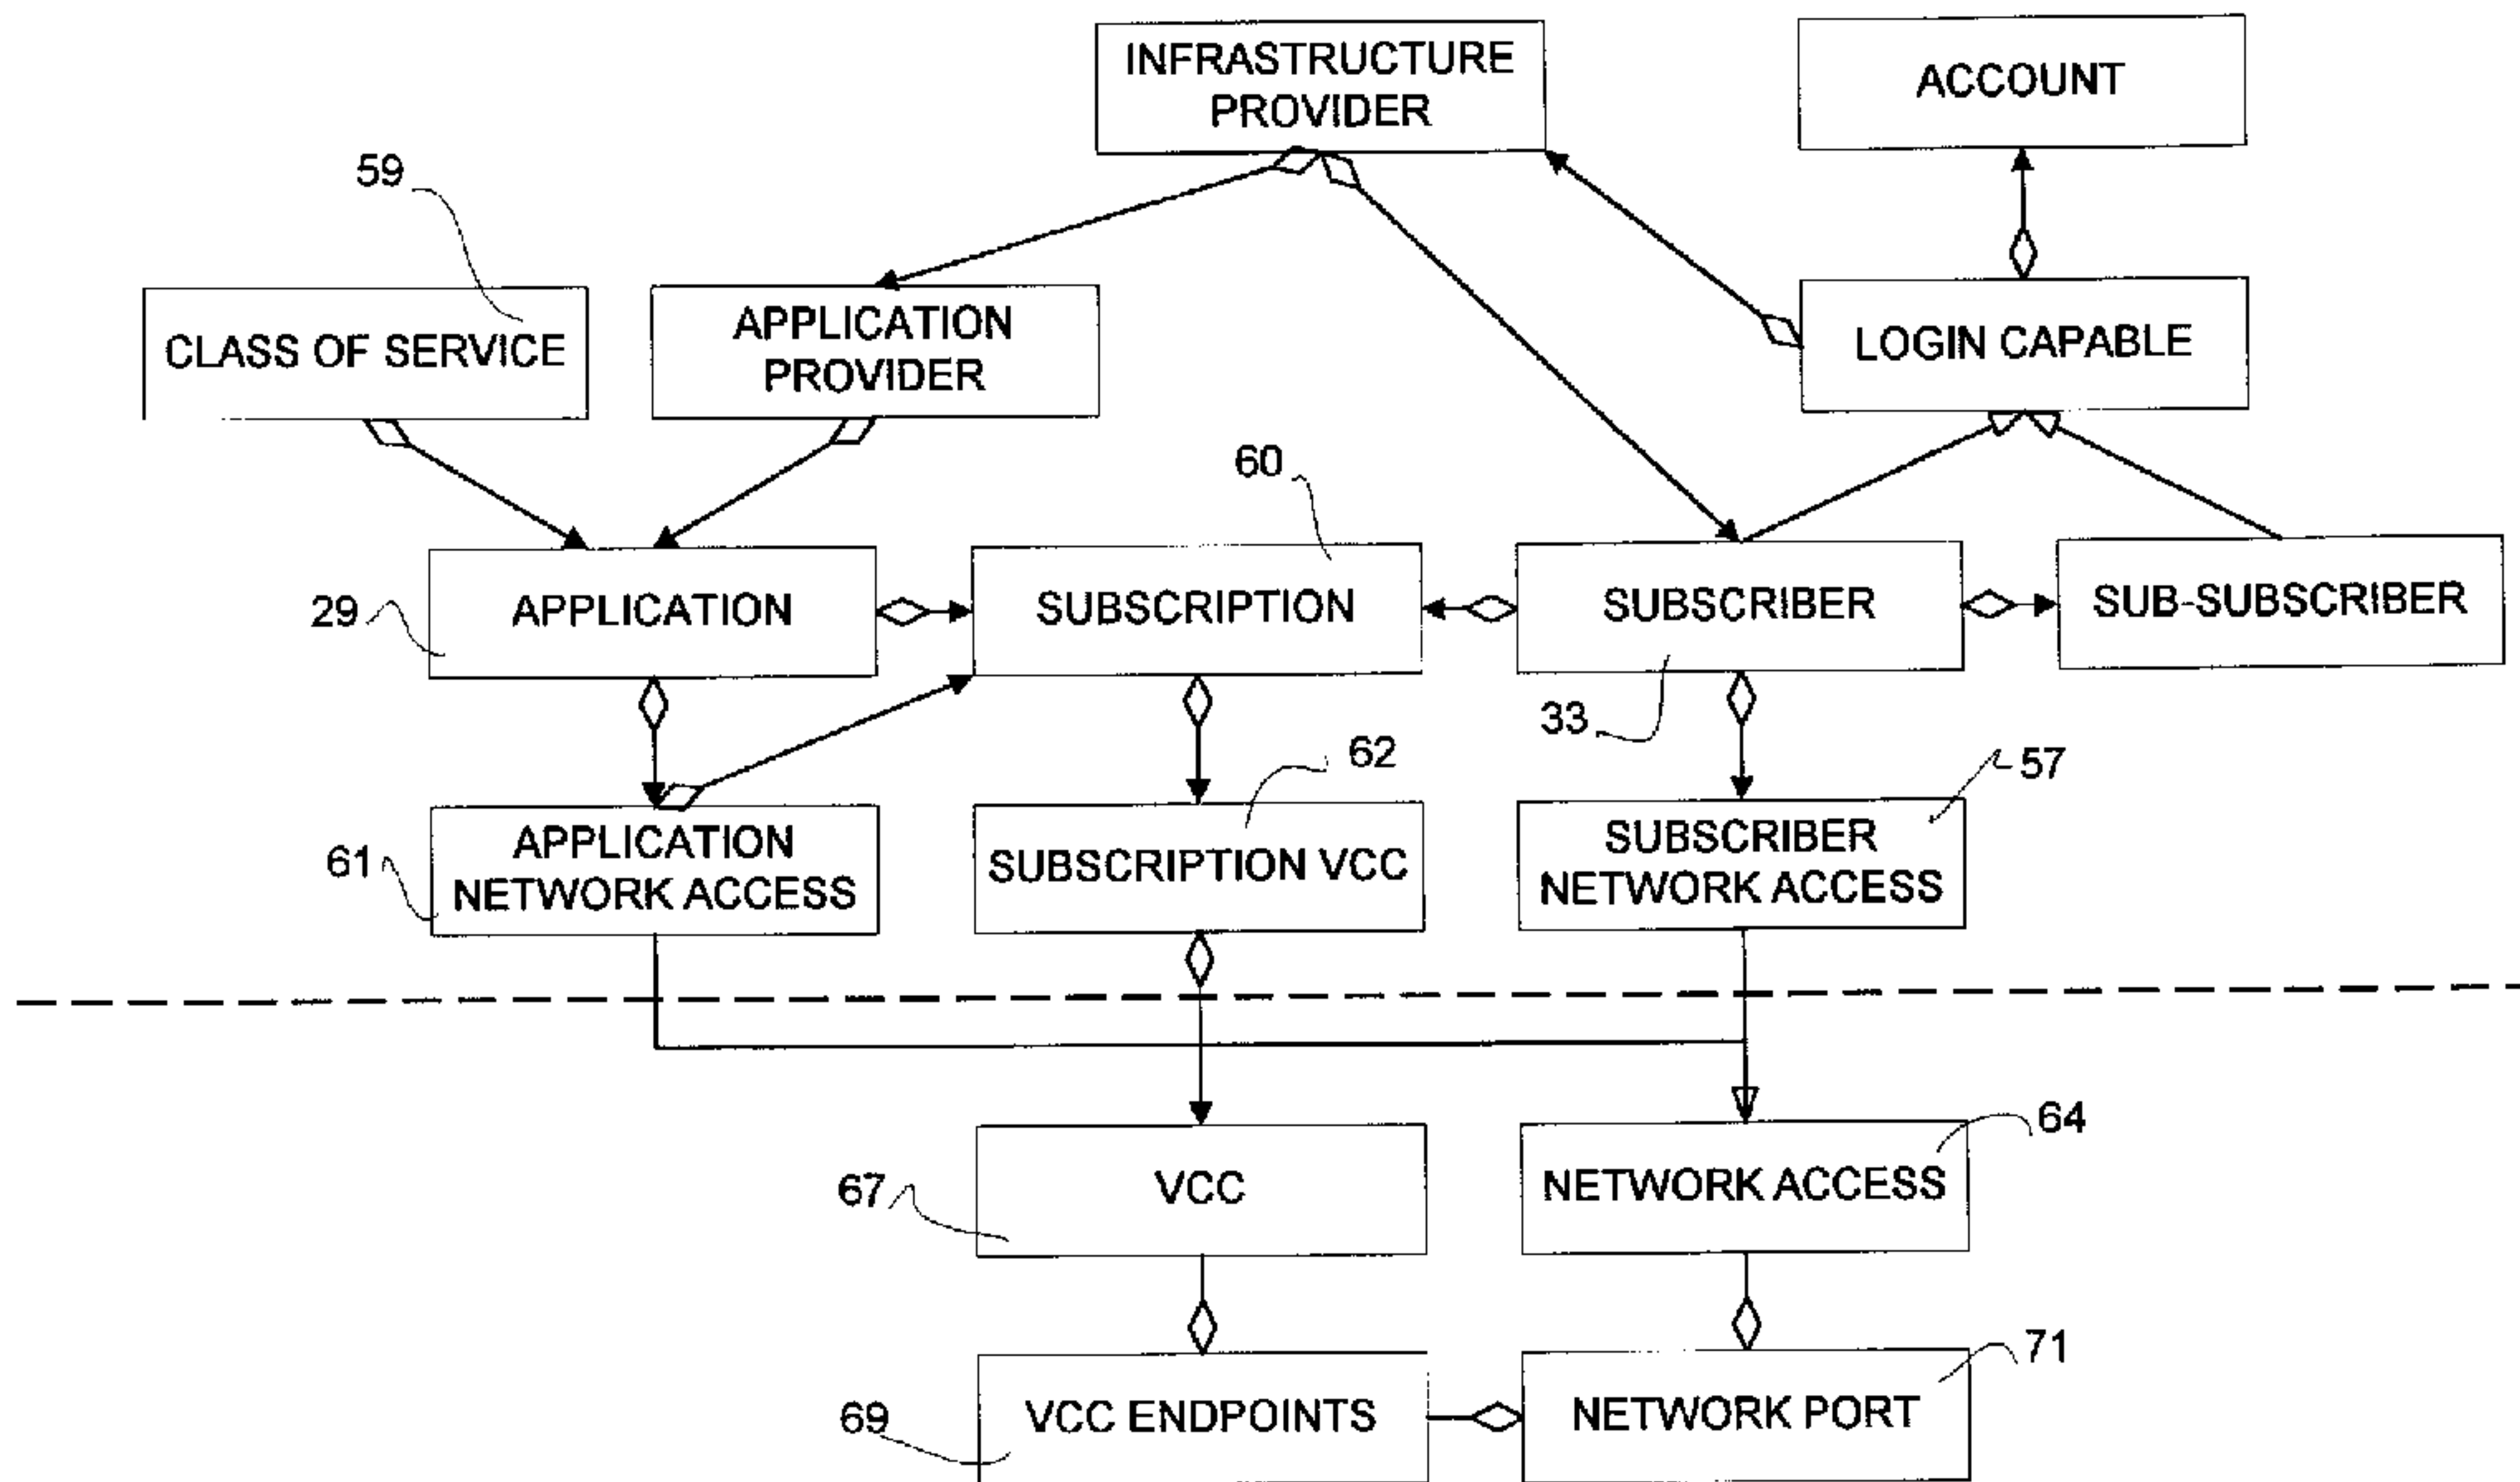 INFRASTRUCTURE
PROVIDER
ACCOUNT
59
CLASS OF SERVICE
APPLICATION
PROVIDER
LOGIN CAPABLE
60
29
APPLICATION
SUBSCRIPTION
SUBSCRIBER
SUB-SUBSCRIBER
33
62
57
61
APPLICATION
NETWORK ACCESS
SUBSCRIPTION VCC
SUBSCRIBER
NETWORK ACCESS
64
67
VCC
NETWORK ACCESS
71
69
VCC ENDPOINTS
NETWORK PORT